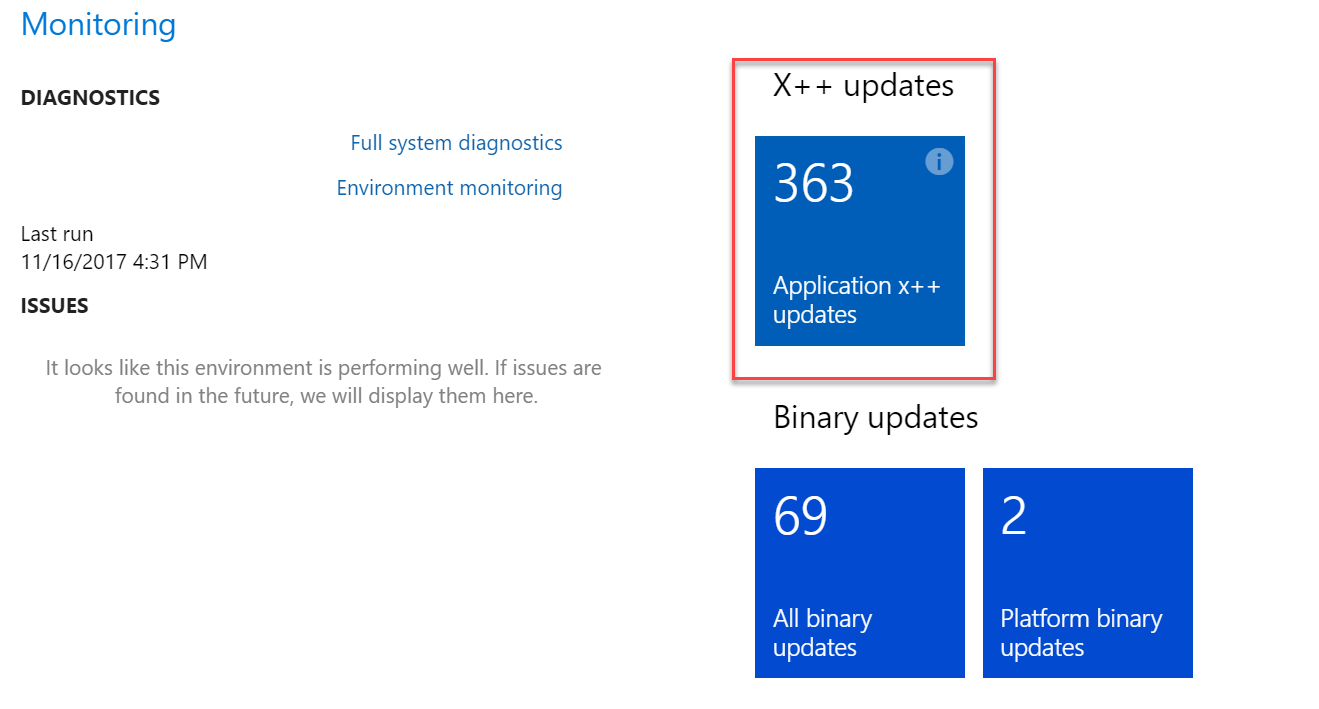 Monitoring
DIAGNOSTICS
Full system diagnostics
Environment monitoring
Last run
11/16/2017 4:31 PM
ISSUES
It looks like this environment is performing well. If issues are
found in the future, we will display them here.
X++ updates
363
i
Application x++
updates
Binary updates
69
All binary
updates
2
Platform binary
updates